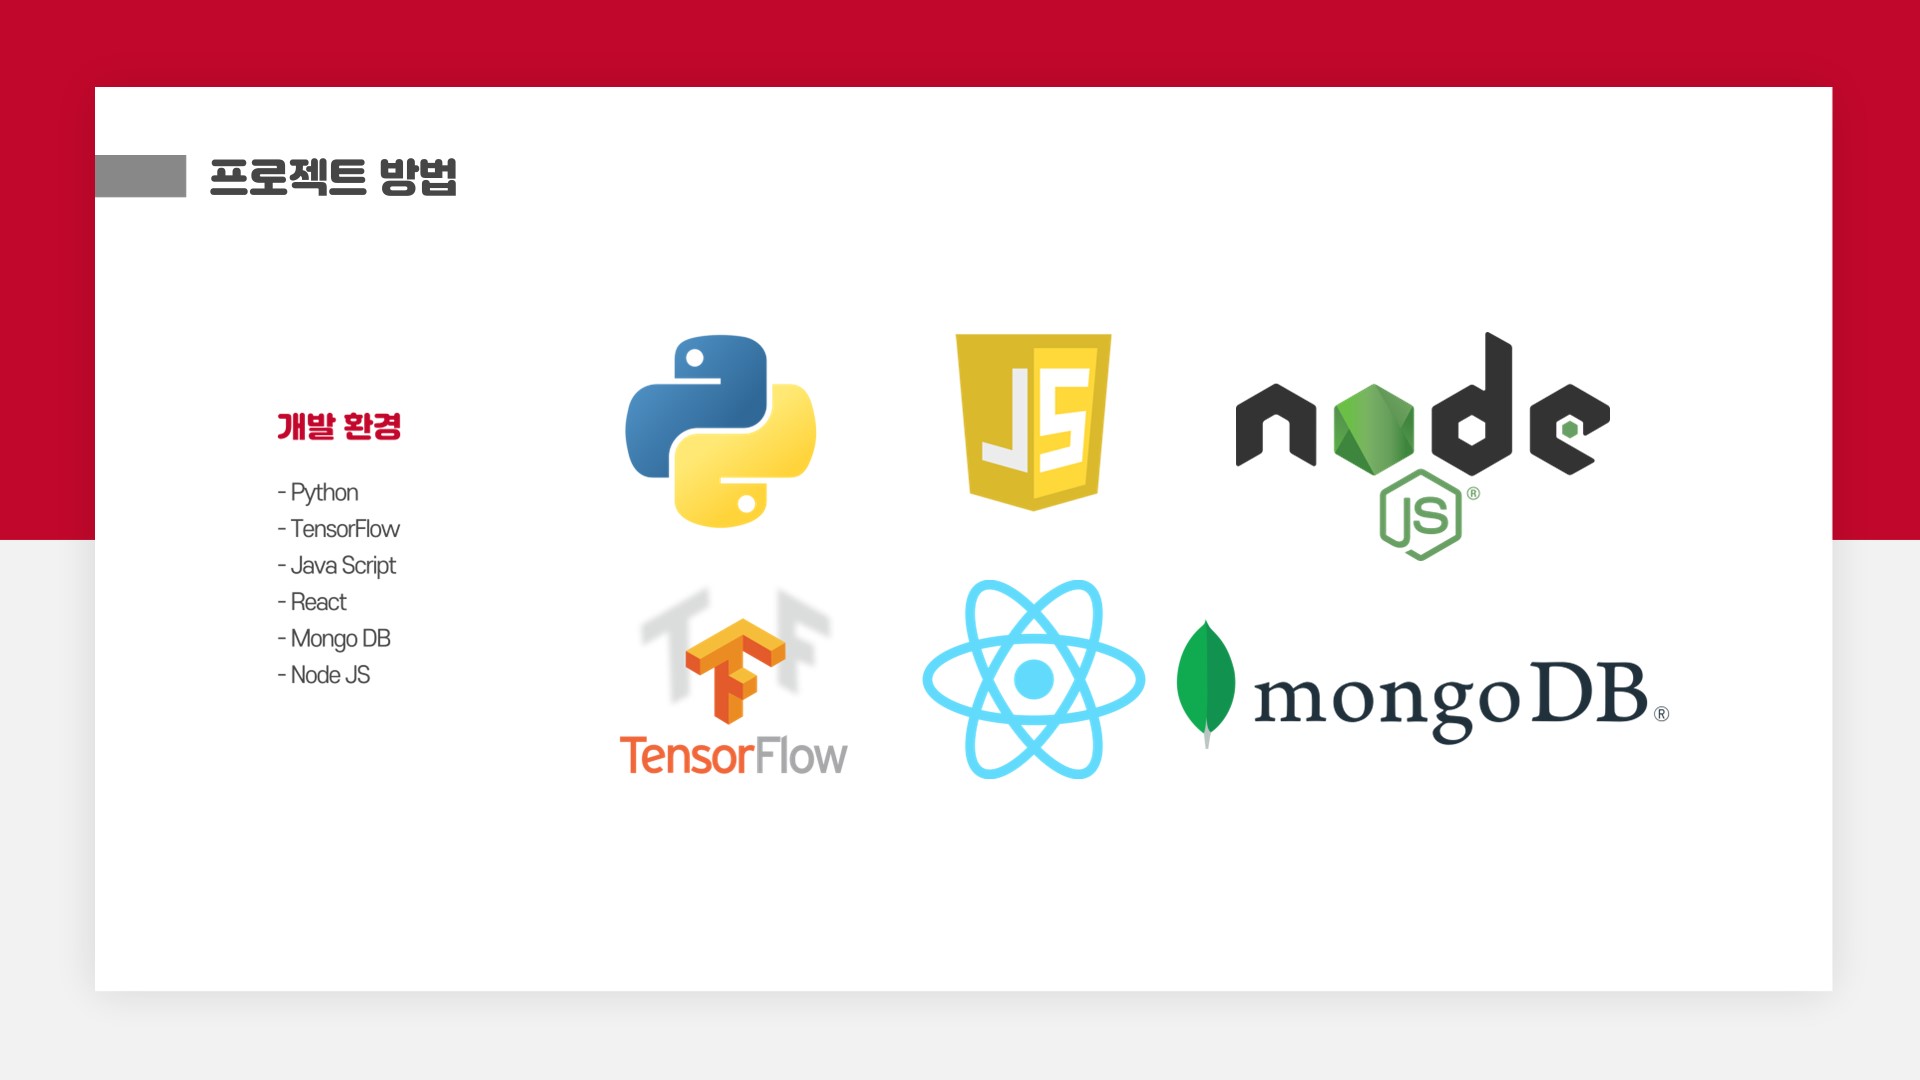 프로젝트 방법
개발 환경
- Python
- TensorFlow
- Java Script
- React
- Mongo DB
- Node JS
JS
node
JS ®
TF
TensorFlow
mongoDB®